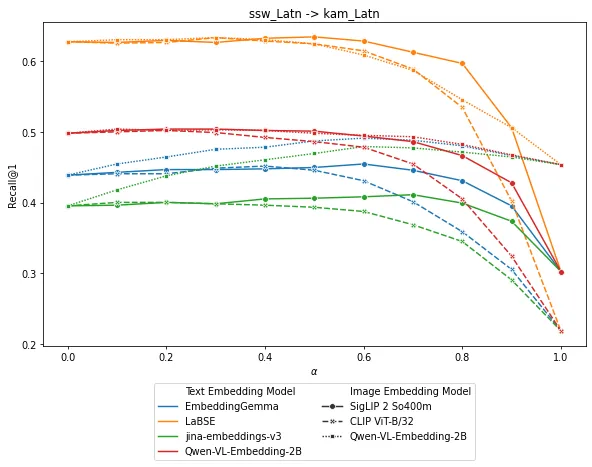 ssw_Latn -> kam_Latn
Recall@1
0.6
0.5
0.4
0.3
0.2
0.0
0.2
0.4
0.6
0.8
1.0
α
Text Embedding Model
EmbeddingGemma
LaBSE
jina-embeddings-v3
Qwen-VL-Embedding-2B
Image Embedding Model
SigLIP 2 So400m
CLIP ViT-B/32
Qwen-VL-Embedding-2B